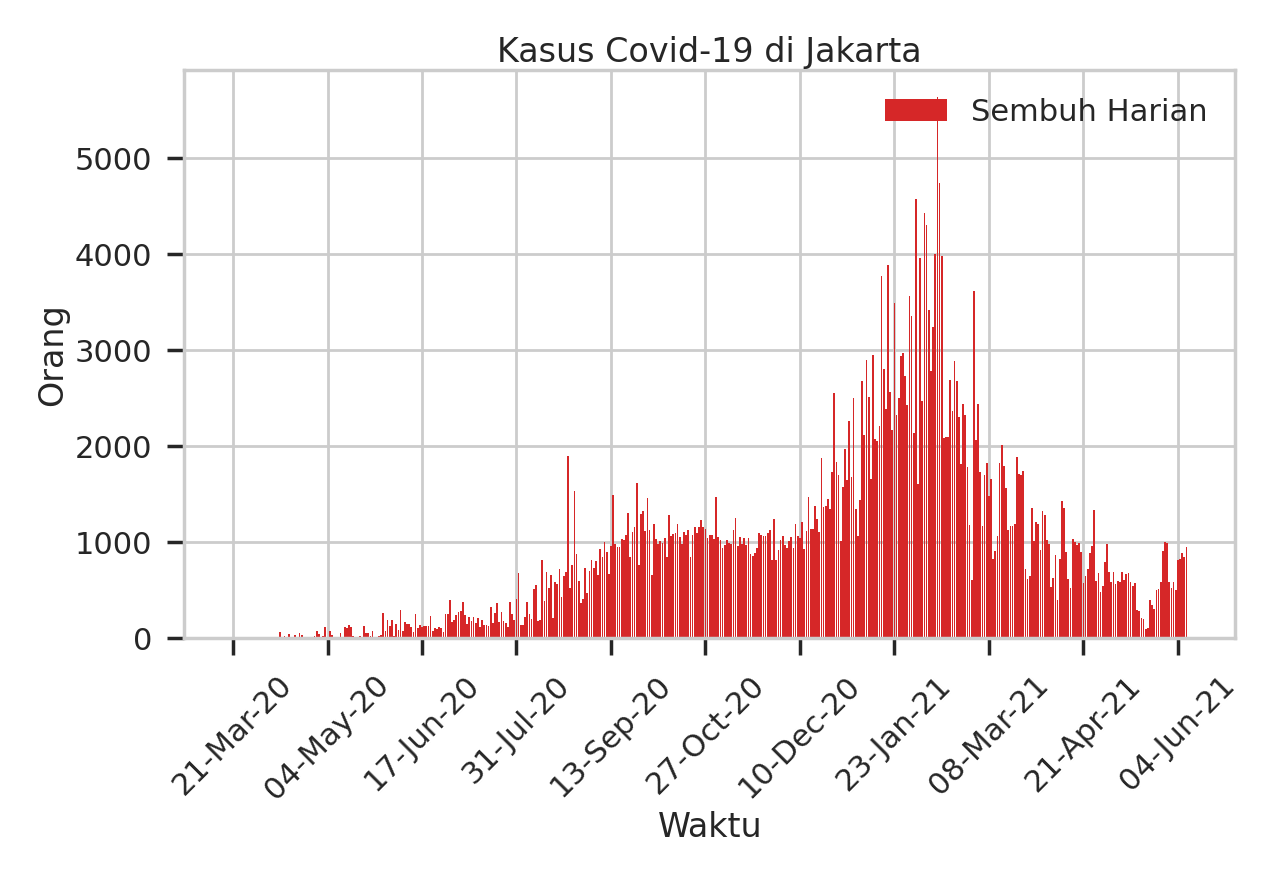 Kasus Covid-19 di Jakarta
Sembuh Harian
5000
4000
3000
2000
1000
0
Orang
21-Mar-20
04-May-20
17-Jun-20
31-Jul-20
13-Sep-20
27-Oct-20
10-Dec-20
23-Jan-21
08-Mar-21
21-Apr-21
04-Jun-21
Waktu